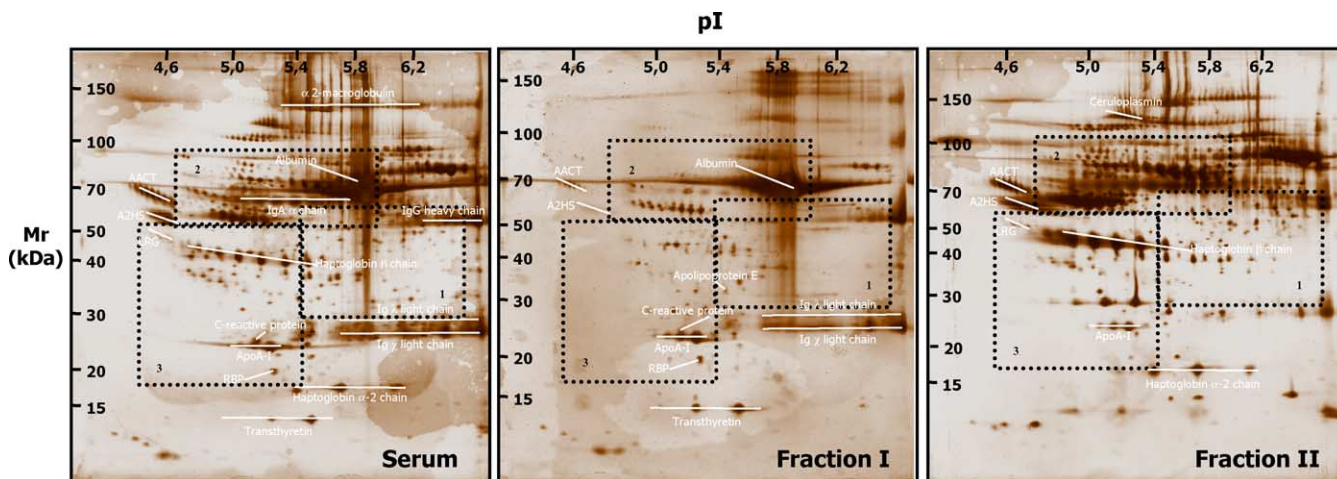 pI
4,6 5,0 5,4 5,8 6,2
4,6 5,0 5,4 5,8 6,2
4,6 5,0 5,4 5,8 6,2
Mr
(kDa)
150
100
70
50
40
30
20
15
α 2-macroglobulin
2
Albumin
AACT
IgA α chain
A2HS
IgG heavy chain
LRG
Haptoglobin β chain
1
Ig λ light chain
C-reactive protein
Ig χ light chain
ApoA-I
3
RBP
Haptoglobin α-2 chain
Transthyretin
Serum
150
100
70
50
40
30
20
15
2
Albumin
AACT
A2HS
Apolipoprotein E
1
C-reactive protein
Ig λ light chain
ApoA-I
Ig χ light chain
3
RBP
Transthyretin
Fraction I
150
100
70
50
40
30
20
15
Ceruloplasmin
2
AACT
A2HS
LRG
Haptoglobin β chain
1
ApoA-I
3
Haptoglobin α-2 chain
Fraction II